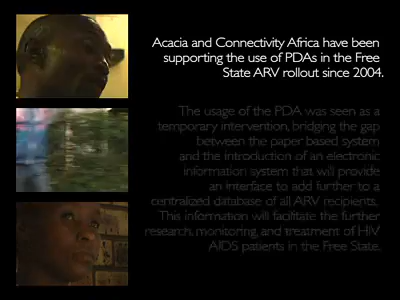 Acacia and Connectivity Africa have been
supporting the use of PDAs in the Free
State ARV rollout since 2004.
The usage of the PDA was seen as a
temporary intervention, bridging the gap
between the paper based system
and the introduction of an electronic
information system that will provide
an interface to add further to a
centralized database of all ARV recipients.
This information will facilitate the further
research, monitoring, and treatment of HIV
AIDS patients in the Free State.